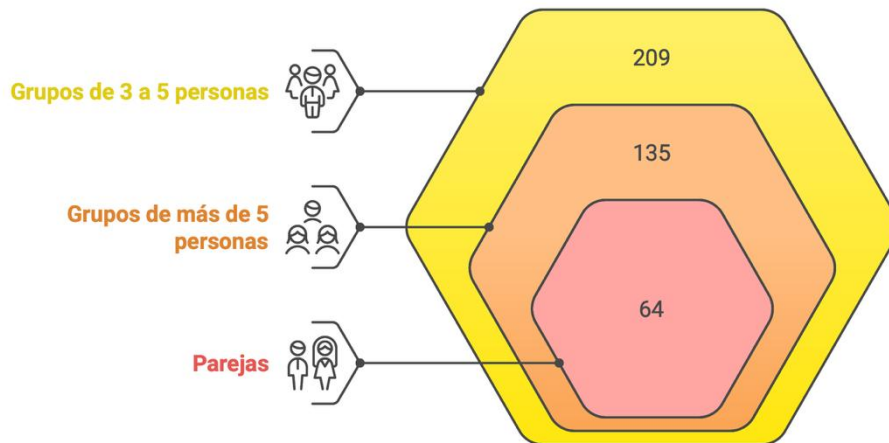 209
Grupos de 3 a 5 personas
135
Grupos de más de 5
personas
64
Parejas